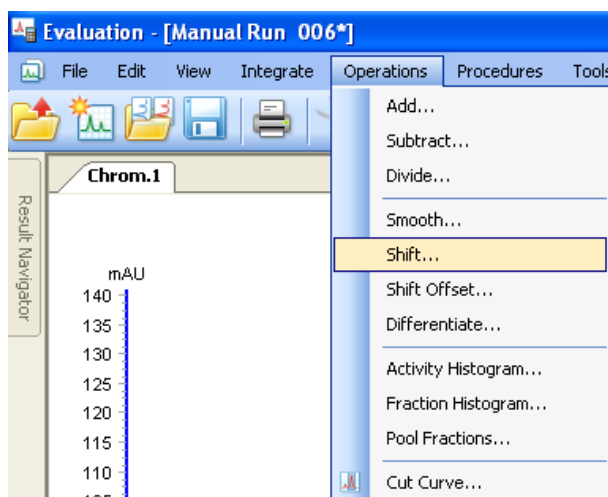 Evaluation - [Manual Run 006*]
File Edit View Integrate Operations Procedures Tools
Add...
Subtract...
Divide...
Smooth...
Shift...
Shift Offset...
Differentiate...
Activity Histogram...
Fraction Histogram...
Pool Fractions...
Cut Curve...
Result Navigator
Chrom.1
mAU
140
135
130
125
120
115
110